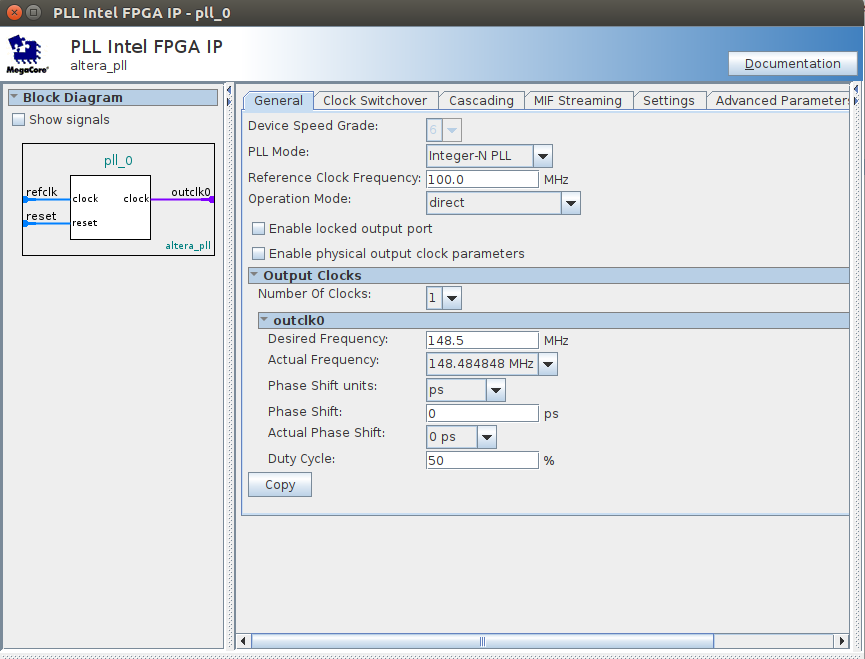 PLL Intel FPGA IP - pll_0
PLL Intel FPGA IP
altera_pll
MegaCore®
Documentation
Block Diagram
Show signals
pll_0
refclk
clock
clock
outclk0
reset
reset
altera_pll
General Clock Switchover Cascading MIF Streaming Settings Advanced Parameters
Device Speed Grade: 6
PLL Mode: Integer-N PLL
Reference Clock Frequency: 100.0 MHz
Operation Mode: direct
Enable locked output port
Enable physical output clock parameters
Output Clocks
Number Of Clocks: 1
outclk0
Desired Frequency: 148.5 MHz
Actual Frequency: 148.484848 MHz
Phase Shift units: ps
Phase Shift: 0 ps
Actual Phase Shift: 0 ps
Duty Cycle: 50 %
Copy